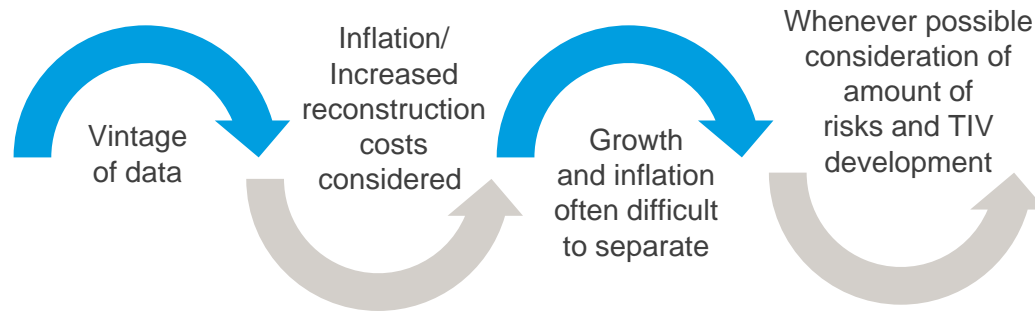 Vintage
of data
Inflation/
Increased
reconstruction
costs
considered
Growth
and inflation
often difficult
to separate
Whenever possible
consideration of
amount of
risks and TIV
development